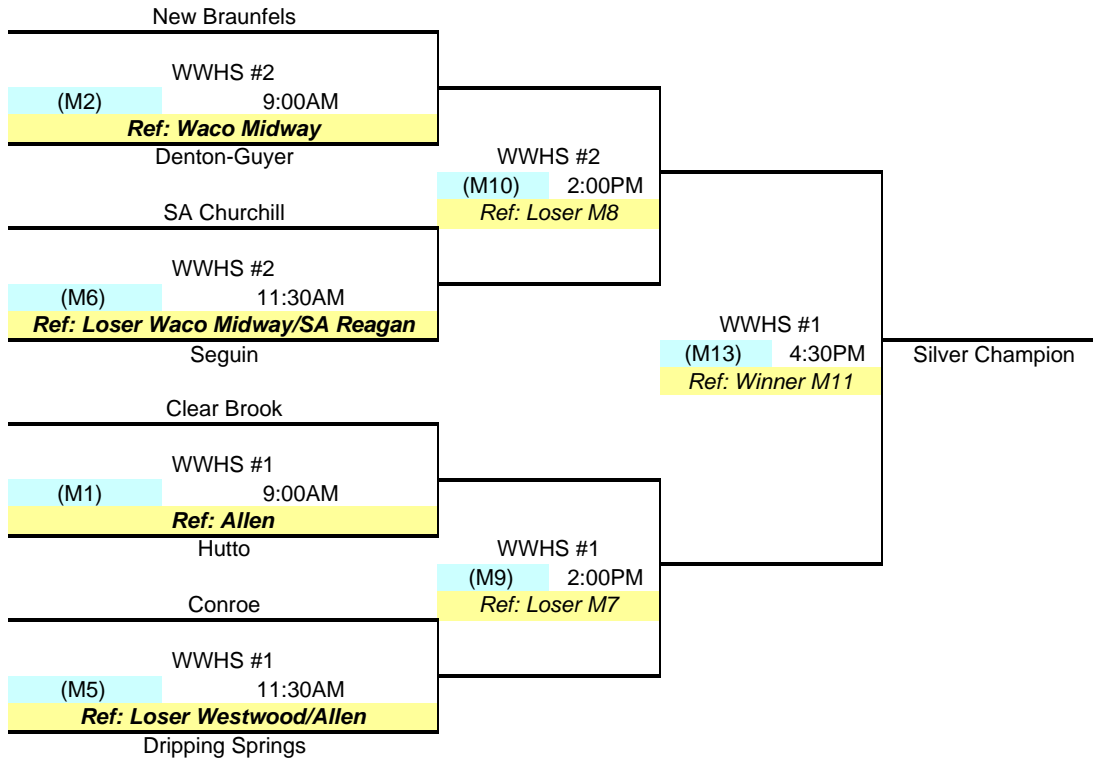 New Braunfels
WWHS #2
(M2) 9:00AM
Ref: Waco Midway
Denton-Guyer
WWHS #2
(M10) 2:00PM
Ref: Loser M8
SA Churchill
WWHS #2
(M6) 11:30AM
Ref: Loser Waco Midway/SA Reagan
Seguin
WWHS #1
(M13) 4:30PM
Ref: Winner M11
Silver Champion
Clear Brook
WWHS #1
(M1) 9:00AM
Ref: Allen
Hutto
WWHS #1
(M9) 2:00PM
Ref: Loser M7
Conroe
WWHS #1
(M5) 11:30AM
Ref: Loser Westwood/Allen
Dripping Springs